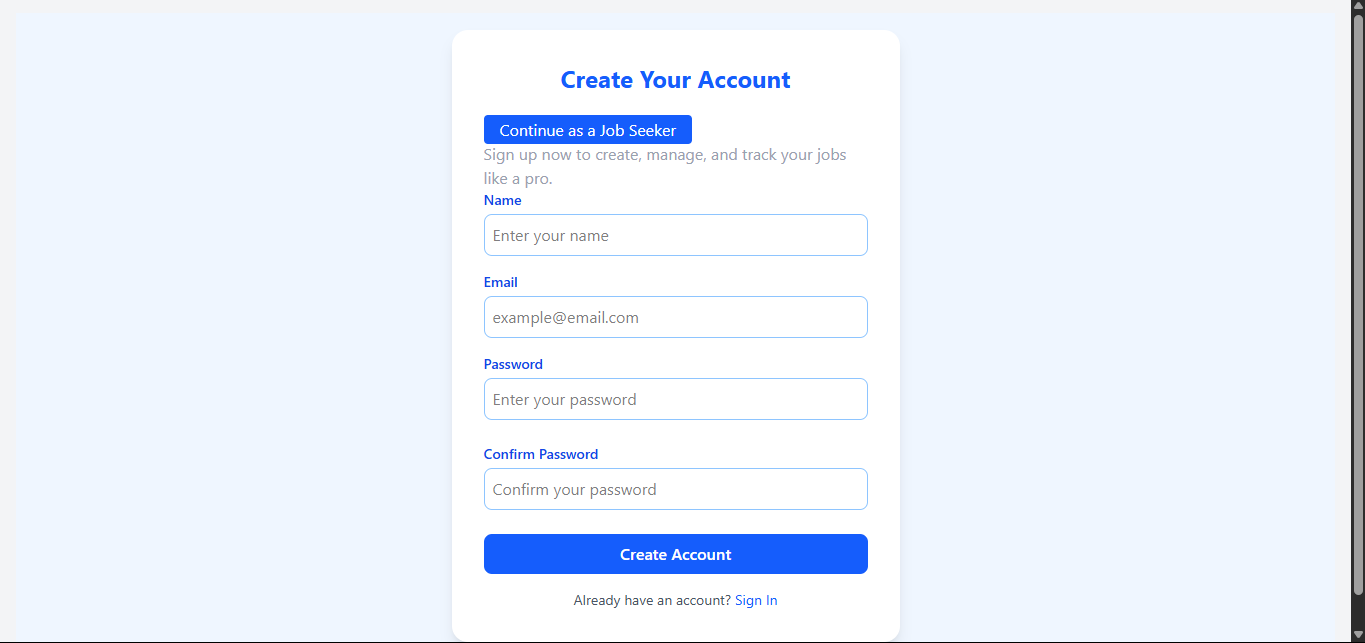 Create Your Account
Continue as a Job Seeker
Sign up now to create, manage, and track your jobs
like a pro.
Name
Enter your name
Email
example@email.com
Password
Enter your password
Confirm Password
Confirm your password
Create Account
Already have an account? Sign In